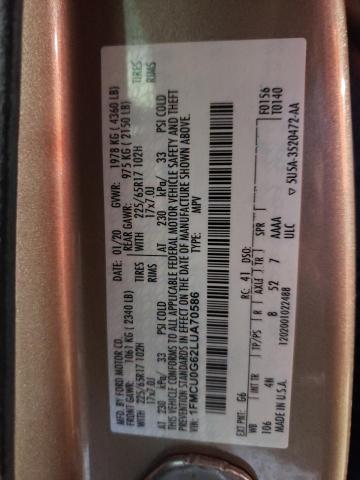 MFD. BY FORD MOTOR CO.
DATE: 01/20 GVWR: 1978 KG ( 4360 LB)
FRONT GAWR: 1061 KG ( 2340 LB) REAR GAWR: 975 KG ( 2150 LB)
WITH 225/65R17 102H TIRES WITH 225/65R17 102H TIRES
17x7.0J RIMS 17x7.0J RIMS
AT 230 kPa/ 33 PSI COLD AT 230 kPa/ 33 PSI COLD
THIS VEHICLE CONFORMS TO ALL APPLICABLE FEDERAL MOTOR VEHICLE SAFETY AND THEFT
PREVENTION STANDARDS IN EFFECT ON THE DATE OF MANUFACTURE SHOWN ABOVE.
VIN: 1FMCU0G62LUA70586
TYPE: MPV
F0156
T0140
EXT PNT: G6 RC: 41 DSO:
WB INT TR TP/PS R AXLE TR SPR
106 4N 8 52 7 AAAA
ULC
MADE IN U.S.A. 1202001022488
5U5A-3520472-AA